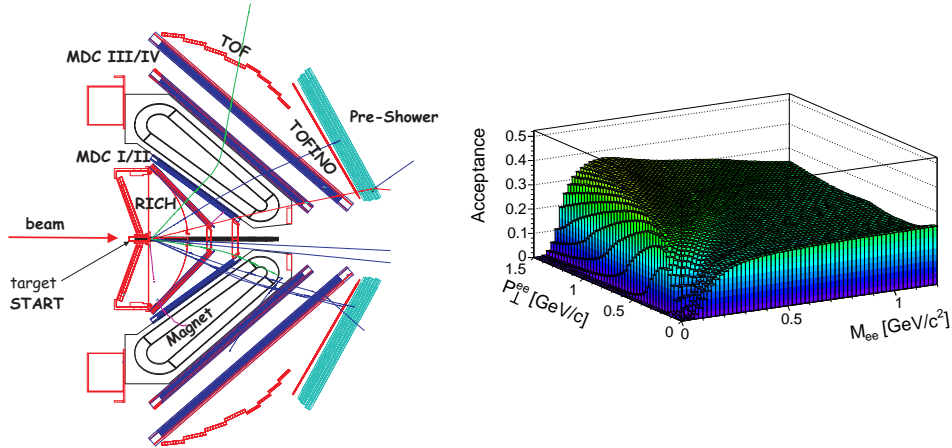 TOF
MDC III/IV
Pre-Shower
TOFINO
MDC I/II
RICH
beam
target
START
Magnet
Acceptance
0.5
0.4
0.3
0.2
0.1
0
1.5
1
0.5
0
P⊥ee [GeV/c]
0
0.5
1
Mee [GeV/c2]